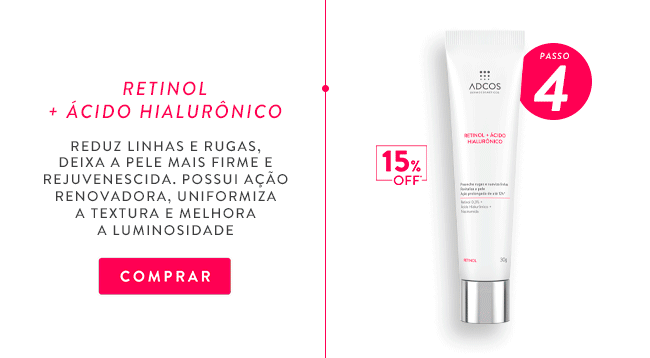 RETINOL
+ ÁCIDO HIALURÔNICO
REDUZ LINHAS E RUGAS,
DEIXA A PELE MAIS FIRME E
REJUVENESCIDA. POSSUI AÇÃO
RENOVADORA, UNIFORMIZA
A TEXTURA E MELHORA
A LUMINOSIDADE
COMPRAR
15%
OFF*
PASSO
4
ADCOS
RETINOL + ÁCIDO
HIALURÔNICO
RETINOL
30g